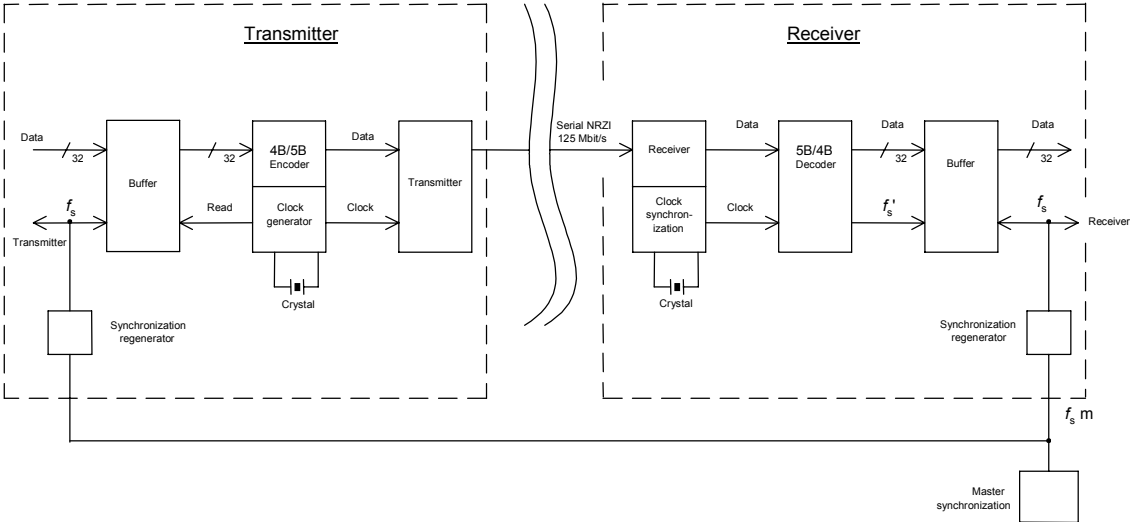 Transmitter
Receiver
Data
32
Buffer
32
4B/5B
Encoder
Data
Transmitter
Serial NRZI
125 Mbit/s
Receiver
Data
5B/4B
Decoder
Data
32
Buffer
Data
32
fs
Transmitter
Read
Clock
generator
Clock
Clock
synchron-
ization
Clock
fs'
fs
Receiver
Crystal
Crystal
Synchronization
regenerator
Synchronization
regenerator
fs m
Master
synchronization